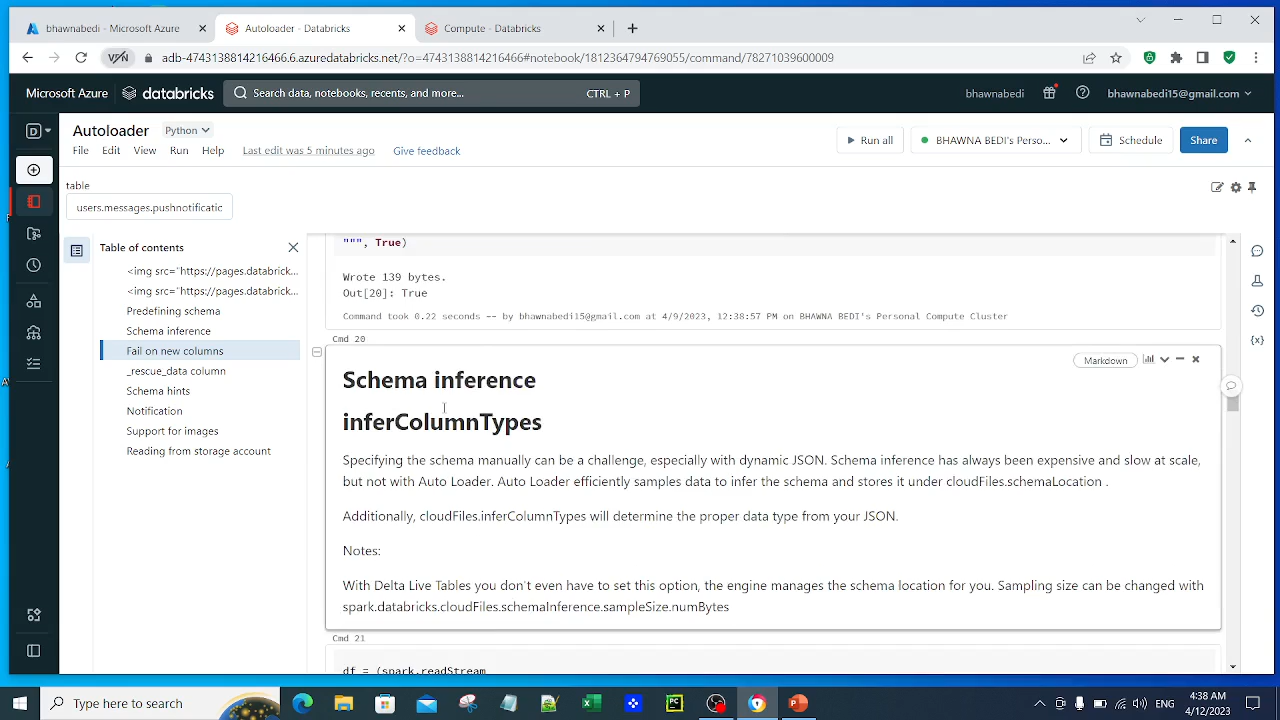 bhawnabedi - Microsoft Azure
Autoloader - Databricks
Compute - Databricks
adb-4743138814216466.6.azuredatabricks.net/?o=4743138814216466#notebook/1812364794769055/command/78271039600009
Microsoft Azure
databricks
Search data, notebooks, recents, and more...
CTRL + P
bhawnabedi
bhawnabedi15@gmail.com
D
Autoloader
Python
File
Edit
View
Run
Help
Last edit was 5 minutes ago
Give feedback
Run all
BHAWNA BEDI's Perso...
Schedule
Share
table
users.messages.pushnotificatic
Table of contents
<img src="https://pages.databrick...
<img src="https://pages.databrick...
Predefining schema
Schema inference
Fail on new columns
_rescue_data column
Schema hints
Notification
Support for images
Reading from storage account
""", True)
Wrote 139 bytes.
Out[20]: True
Command took 0.22 seconds -- by bhawnabedi15@gmail.com at 4/9/2023, 12:38:57 PM on BHAWNA BEDI's Personal Compute Cluster
Cmd 20
Markdown
Schema inference
inferColumnTypes
Specifying the schema manually can be a challenge, especially with dynamic JSON. Schema inference has always been expensive and slow at scale,
but not with Auto Loader. Auto Loader efficiently samples data to infer the schema and stores it under cloudFiles.schemaLocation .
Additionally, cloudFiles.inferColumnTypes will determine the proper data type from your JSON.
Notes:
With Delta Live Tables you don't even have to set this option, the engine manages the schema location for you. Sampling size can be changed with
spark.databricks.cloudFiles.schemaInference.sampleSize.numBytes
Cmd 21
df = (spark.readStream
Type here to search
ENG
4:38 AM
4/12/2023